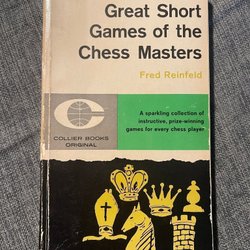 Great Short
Games of the
Chess Masters
Fred Reinfeld
C
COLLIER BOOKS
ORIGINAL
A sparkling collection of
instructive, prize-winning
games for every chess player